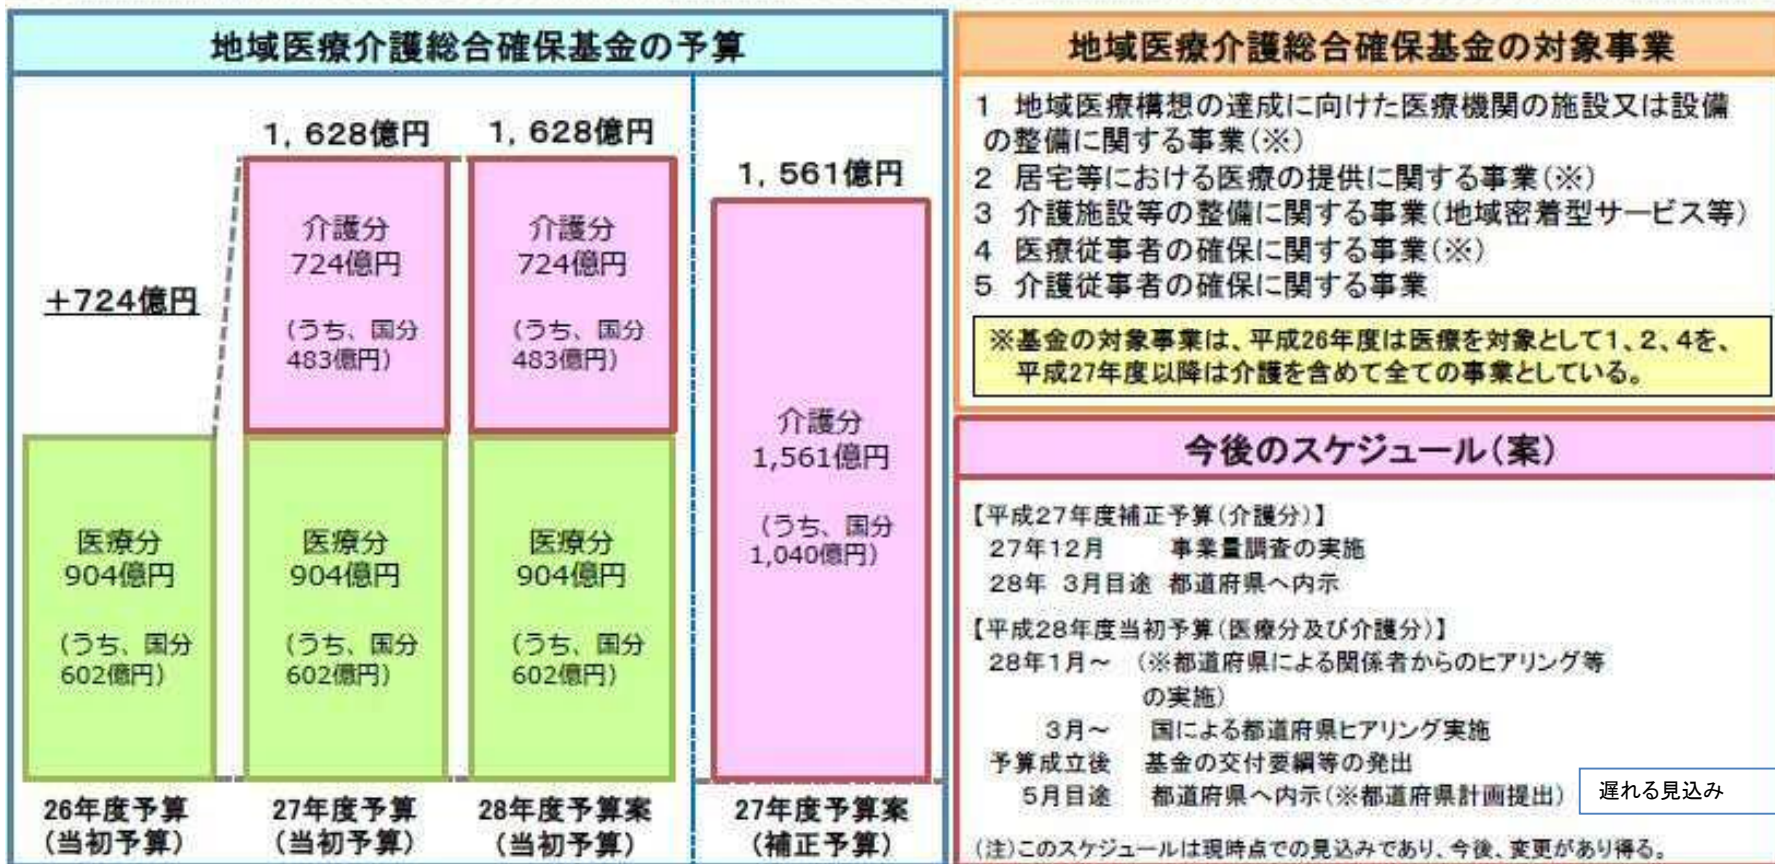 地域医療介護総合確保基金の予算
1,628億円
1,628億円
1,561億円
+724億円
介護分
724億円
(うち、国分
483億円)
介護分
724億円
(うち、国分
483億円)
介護分
1,561億円
(うち、国分
1,040億円)
医療分
904億円
(うち、国分
602億円)
医療分
904億円
(うち、国分
602億円)
医療分
904億円
(うち、国分
602億円)
26年度予算
(当初予算)
27年度予算
(当初予算)
28年度予算案
(当初予算)
27年度予算案
(補正予算)
地域医療介護総合確保基金の対象事業
1 地域医療構想の達成に向けた医療機関の施設又は設備
の整備に関する事業(※)
2 居宅等における医療の提供に関する事業(※)
3 介護施設等の整備に関する事業(地域密着型サービス等)
4 医療従事者の確保に関する事業(※)
5 介護従事者の確保に関する事業
※基金の対象事業は、平成26年度は医療を対象として1、2、4を、
平成27年度以降は介護を含めて全ての事業としている。
今後のスケジュール(案)
【平成27年度補正予算(介護分)】
27年12月 事業量調査の実施
28年 3月目途 都道府県へ内示
【平成28年度当初予算(医療分及び介護分)】
28年1月~ (※都道府県による関係者からのヒアリング等
の実施)
3月~ 国による都道府県ヒアリング実施
予算成立後 基金の交付要綱等の発出
5月目途 都道府県へ内示(※都道府県計画提出)
遅れる見込み
(注)このスケジュールは現時点での見込みであり、今後、変更があり得る。